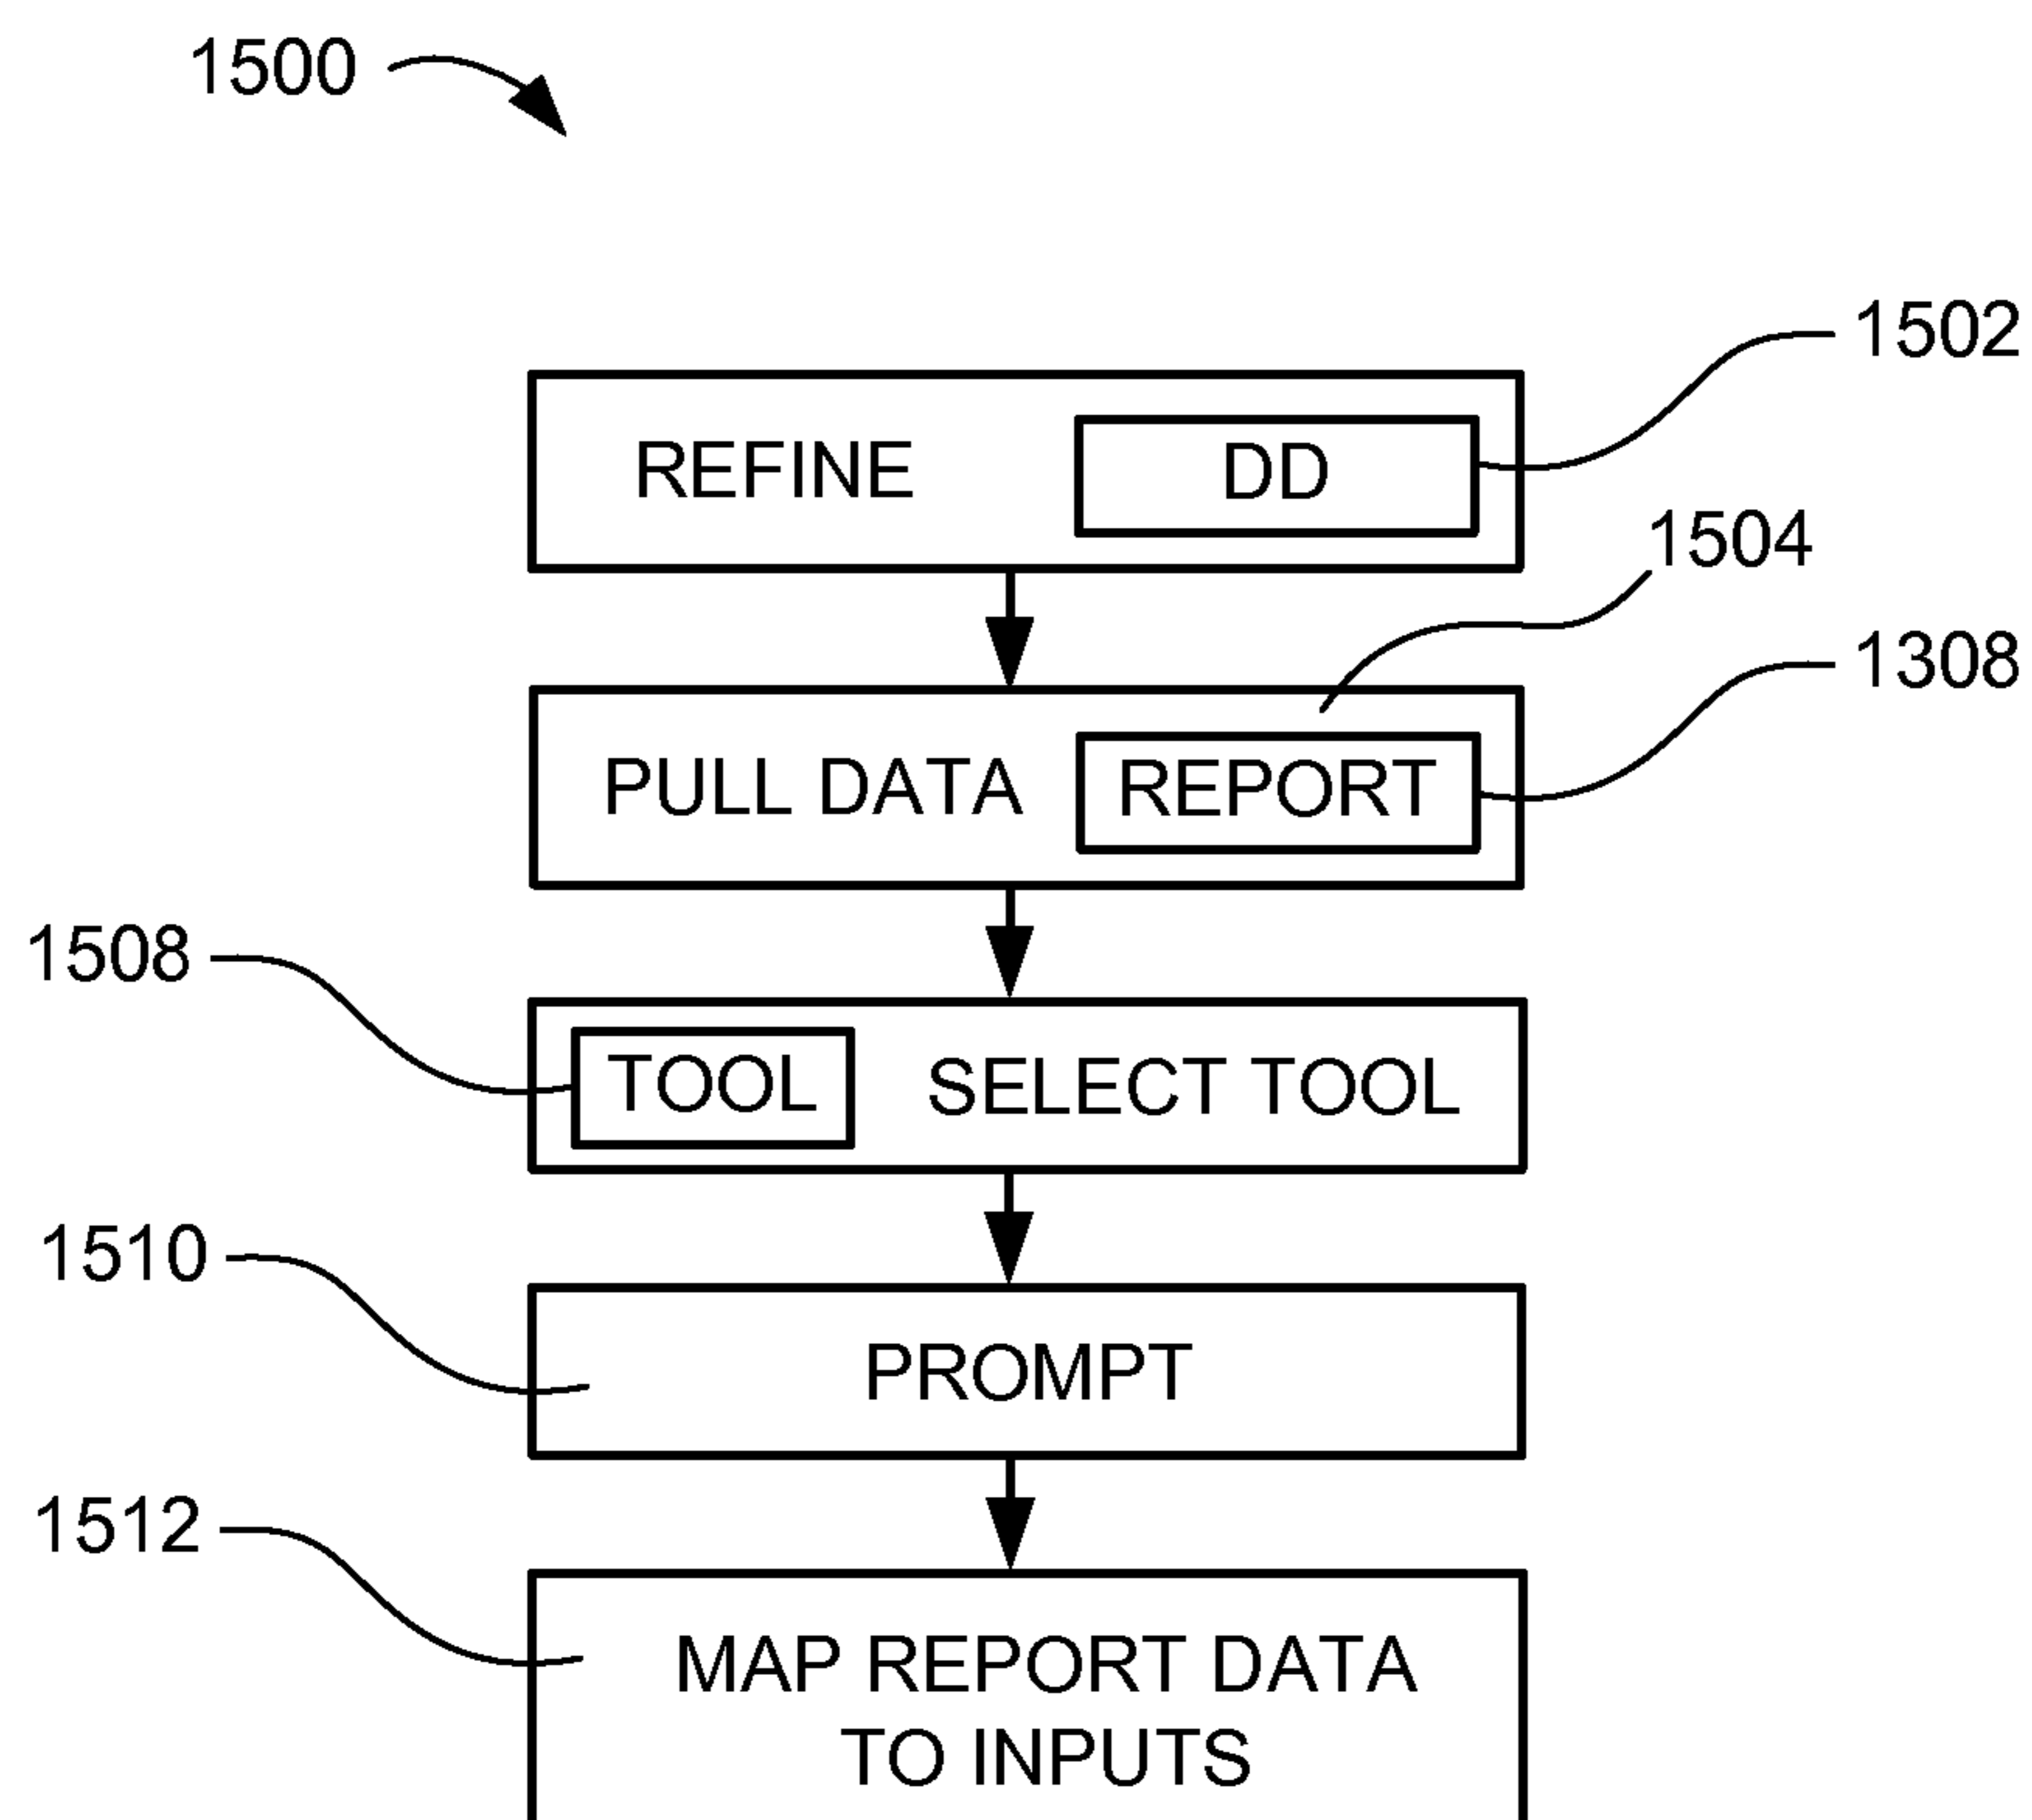 1500
1502
REFINE DD
1504
1308
PULL DATA REPORT
1508
TOOL SELECT TOOL
1510
PROMPT
1512
MAP REPORT DATA
TO INPUTS